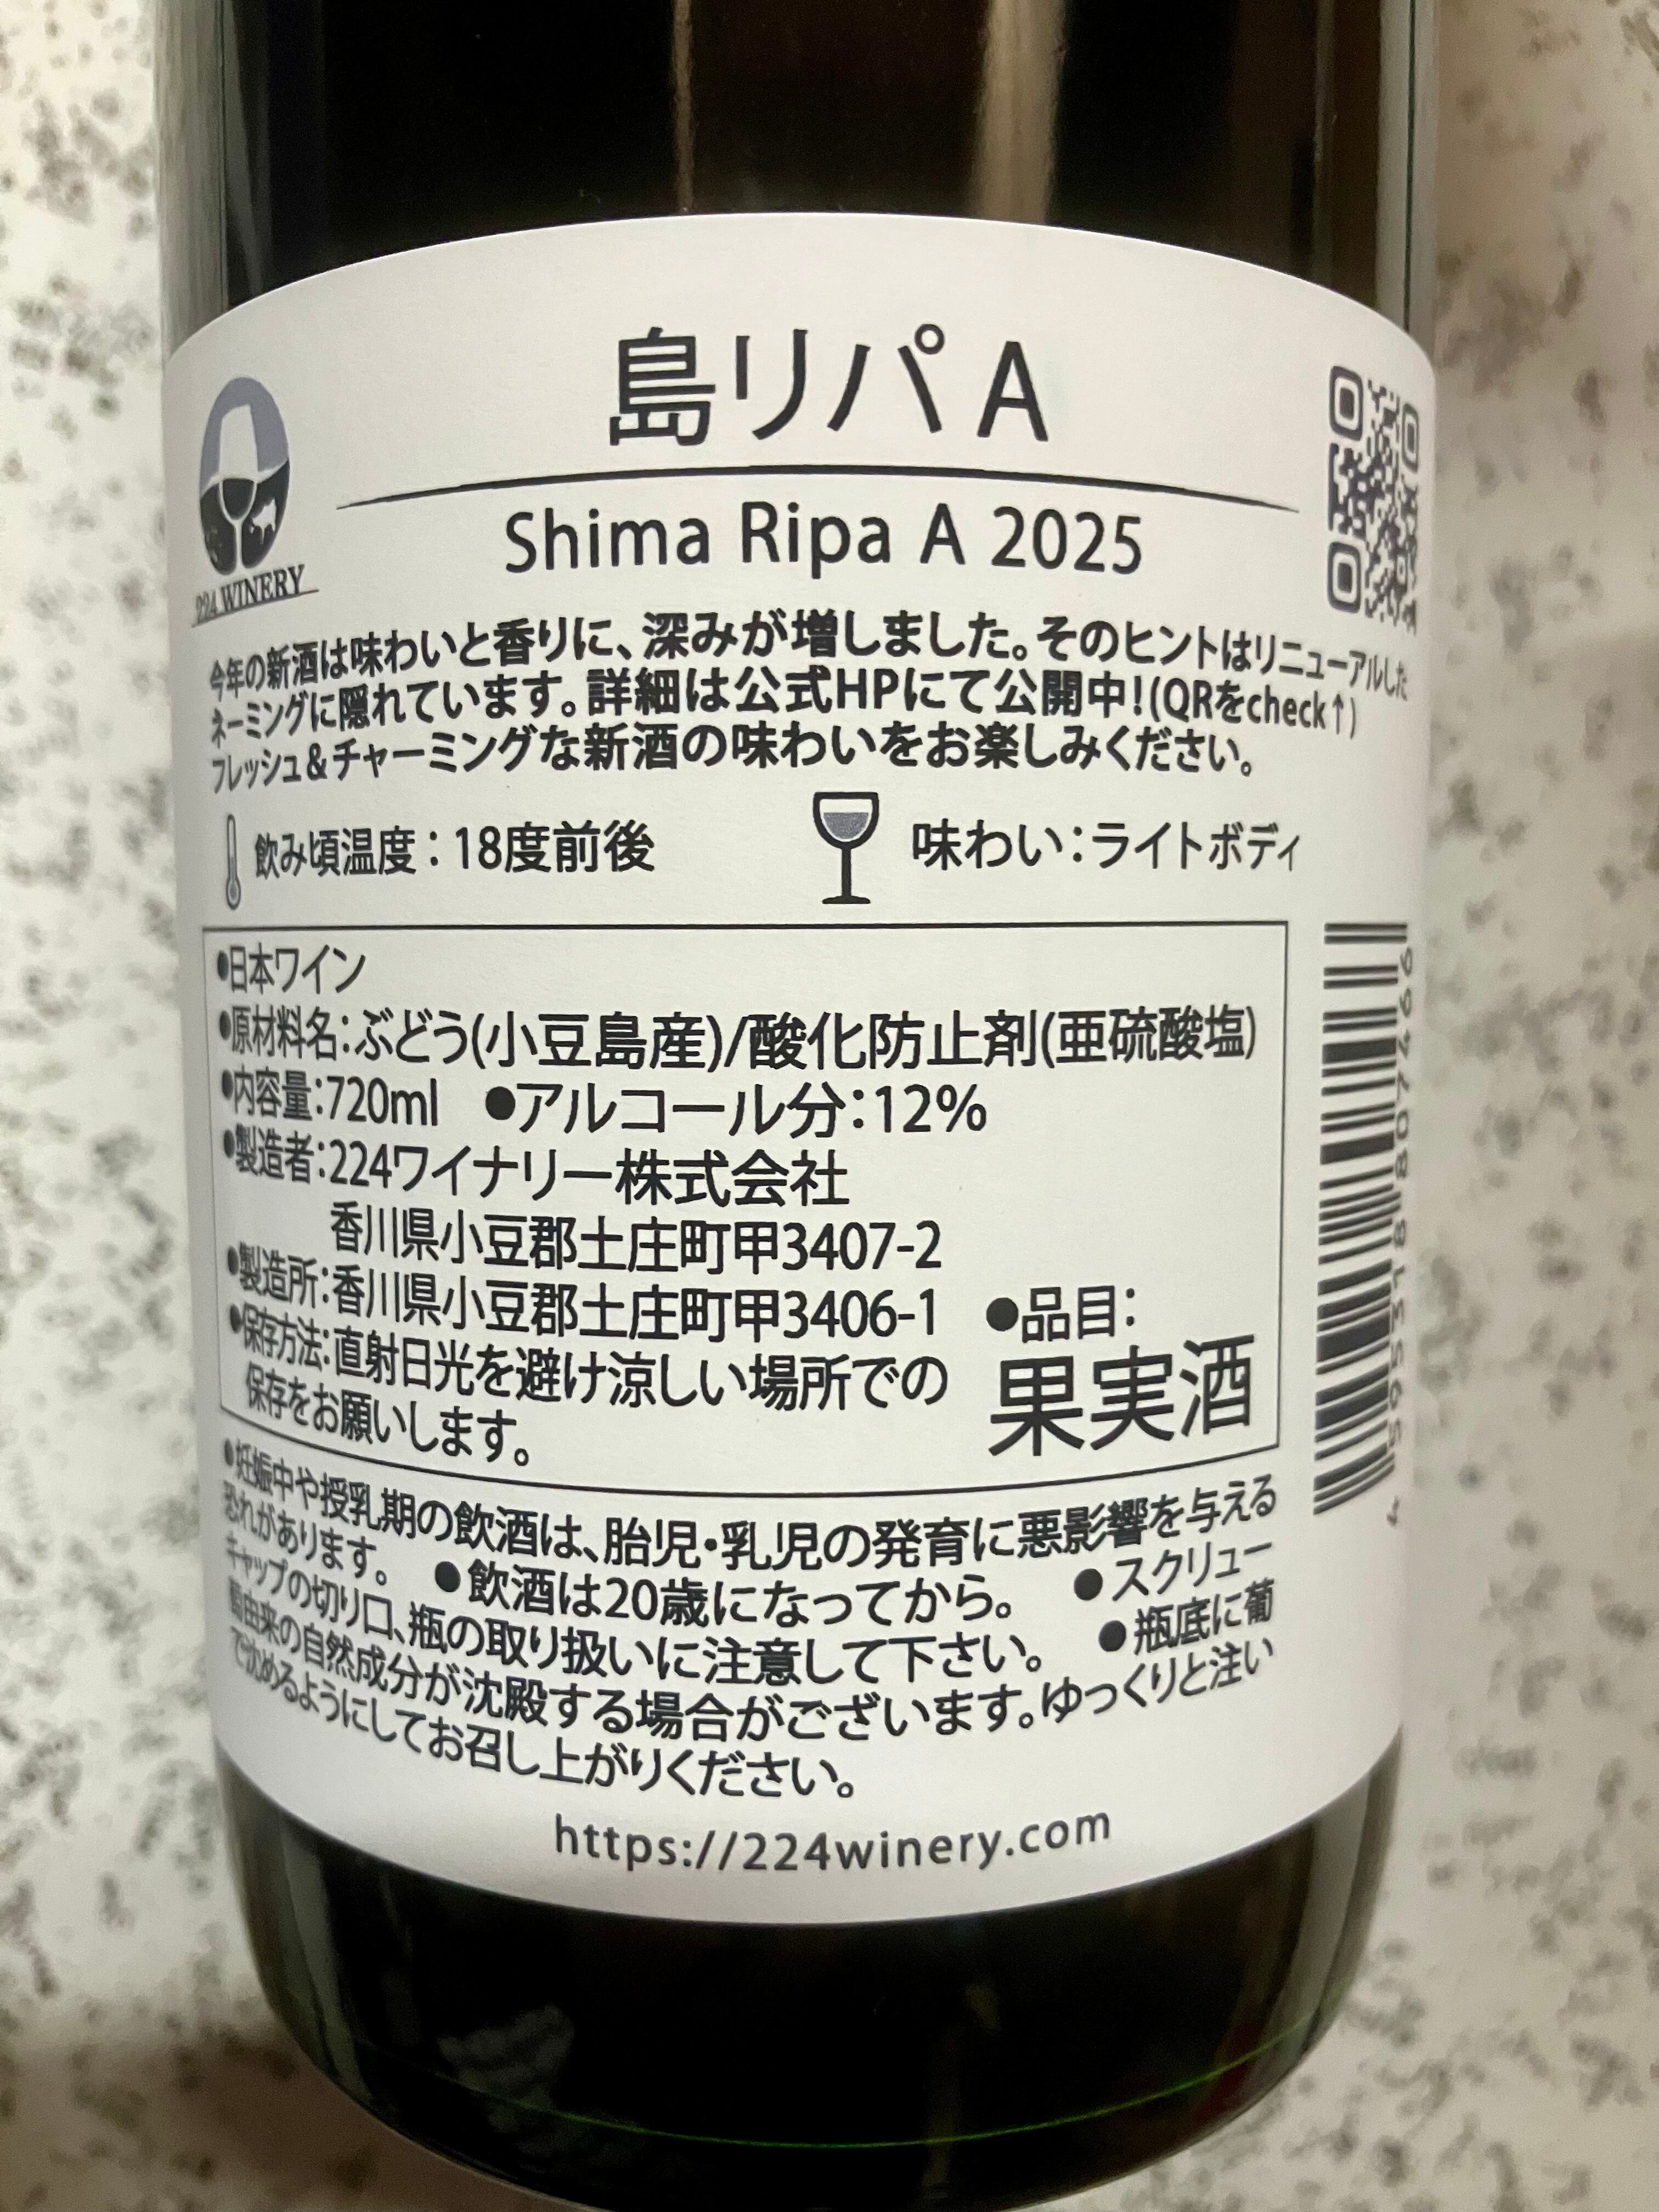 島リパ A
Shima Ripa A 2025
224 WINERY
今年の新酒は味わいと香りに、深みが増しました。そのヒントはリニューアルした
ネーミングに隠れています。詳細は公式HPにて公開中!(QRをcheck↑)
フレッシュ&チャーミングな新酒の味わいをお楽しみください。
飲み頃温度：18度前後
味わい：ライトボディ
●日本ワイン
●原材料名：ぶどう(小豆島産)/酸化防止剤(亜硫酸塩)
●内容量：720ml ●アルコール分：12%
●製造者：224ワイナリー株式会社
香川県小豆郡土庄町甲3407-2
●製造所：香川県小豆郡土庄町甲3406-1
●保存方法：直射日光を避け涼しい場所での
保存をお願いします。
●品目：
果実酒
●妊娠中や授乳期の飲酒は、胎児・乳児の発育に悪影響を与える
恐れがあります。 ●飲酒は20歳になってから。 ●スクリュー
キャップの切り口、瓶の取り扱いに注意して下さい。 ●瓶底に葡
萄由来の自然成分が沈殿する場合がございます。ゆっくりと注い
で沈めるようにしてお召し上がりください。
https://224winery.com